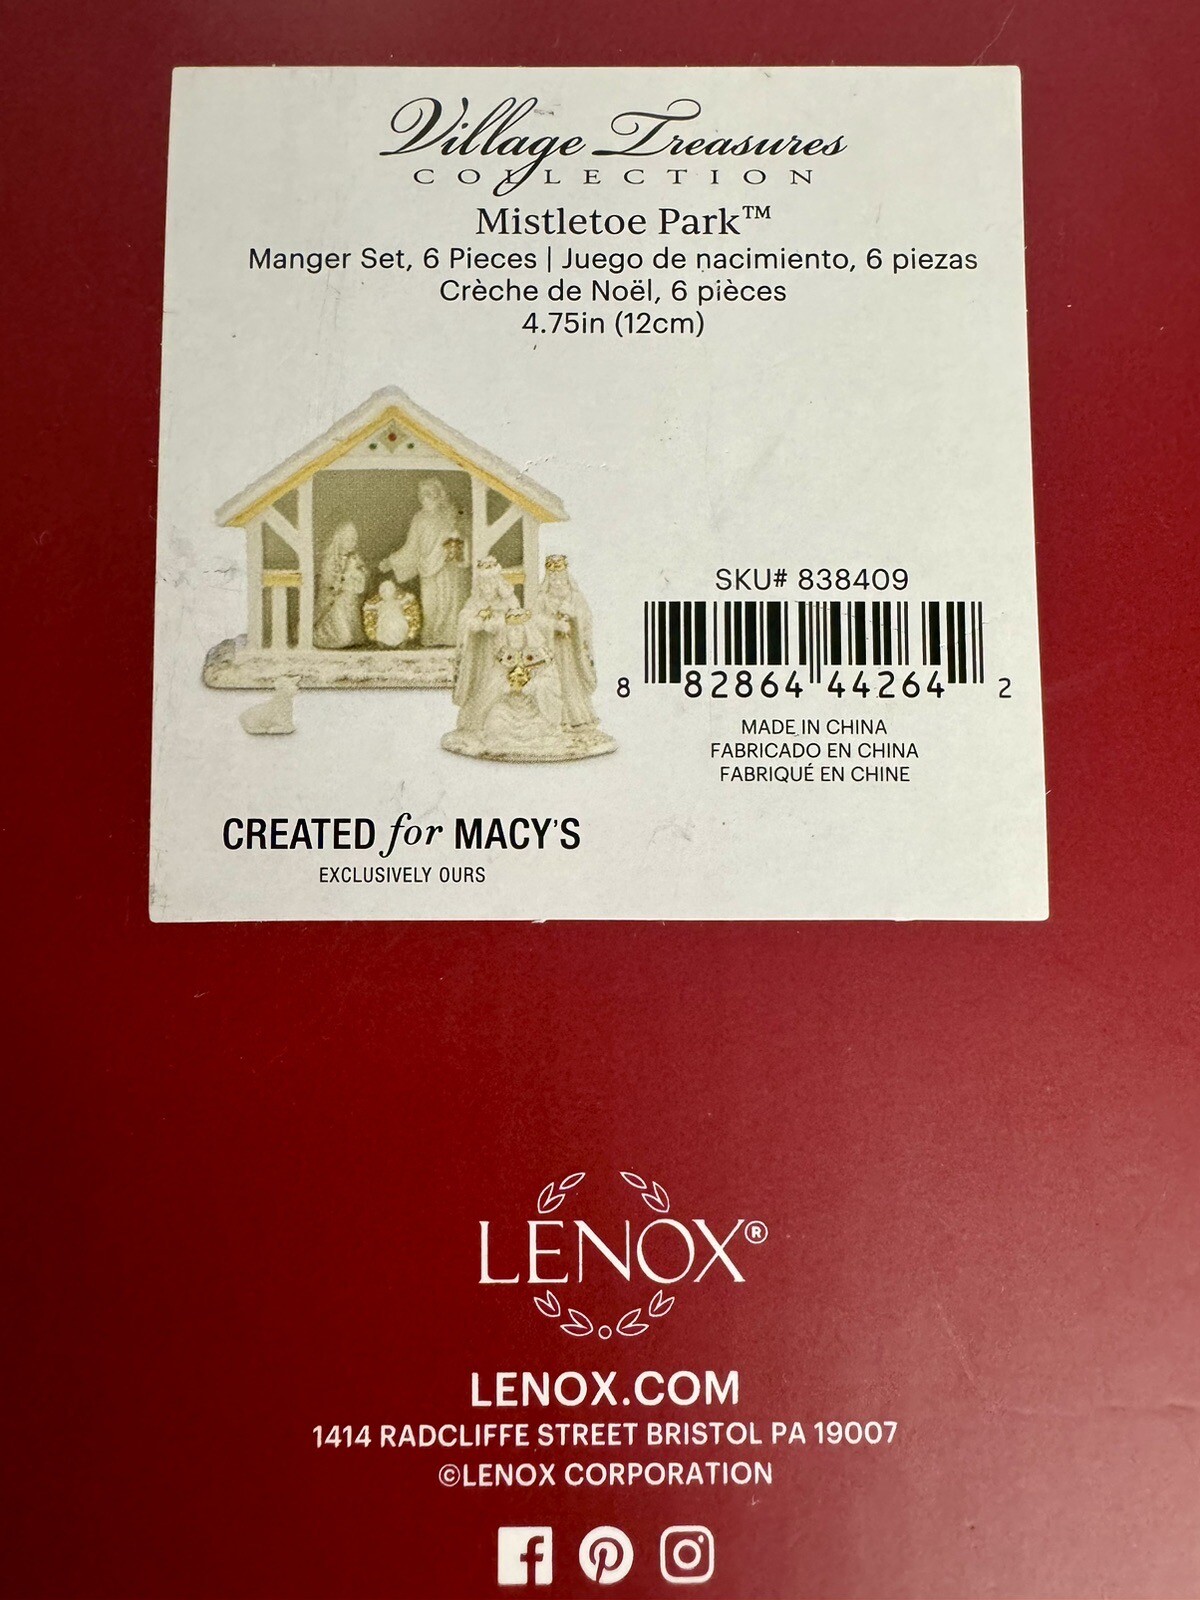 Village Treasures
COLLECTION
Mistletoe Park™
Manger Set, 6 Pieces | Juego de nacimiento, 6 piezas
Crèche de Noël, 6 pièces
4.75in (12cm)
SKU# 838409
8 82864 44264 2
MADE IN CHINA
FABRICADO EN CHINA
FABRIQUÉ EN CHINE
CREATED for MACY'S
EXCLUSIVELY OURS
LENOX®
LENOX.COM
1414 RADCLIFFE STREET BRISTOL PA 19007
©LENOX CORPORATION